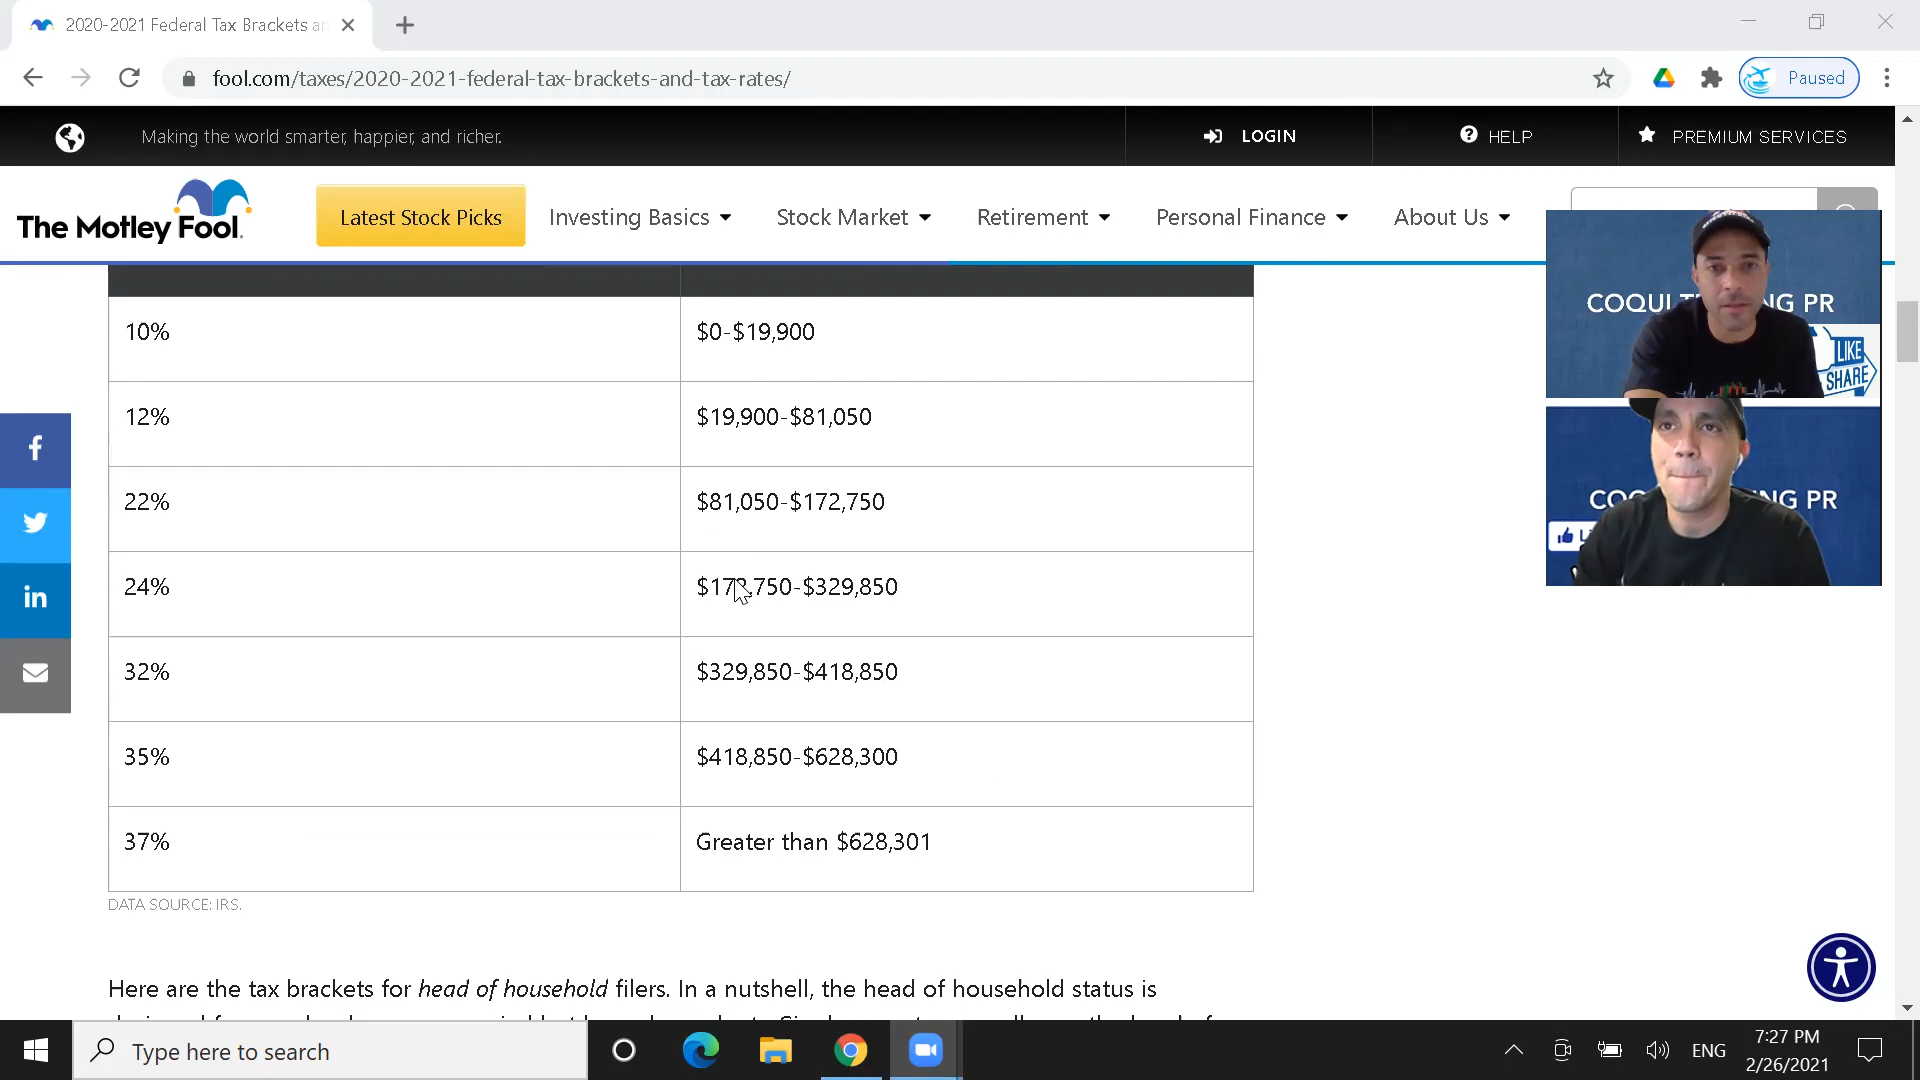 2020-2021 Federal Tax Brackets a
fool.com/taxes/2020-2021-federal-tax-brackets-and-tax-rates/
Paused
Making the world smarter, happier, and richer.
LOGIN
HELP
PREMIUM SERVICES
The Motley Fool.
Latest Stock Picks
Investing Basics
Stock Market
Retirement
Personal Finance
About Us
10% $0-$19,900
12% $19,900-$81,050
22% $81,050-$172,750
24% $172,750-$329,850
32% $329,850-$418,850
35% $418,850-$628,300
37% Greater than $628,301
DATA SOURCE: IRS.
Here are the tax brackets for head of household filers. In a nutshell, the head of household status is
COQUI T NG PR
LIKE
SHARE
CO NG PR
Type here to search
ENG
7:27 PM
2/26/2021